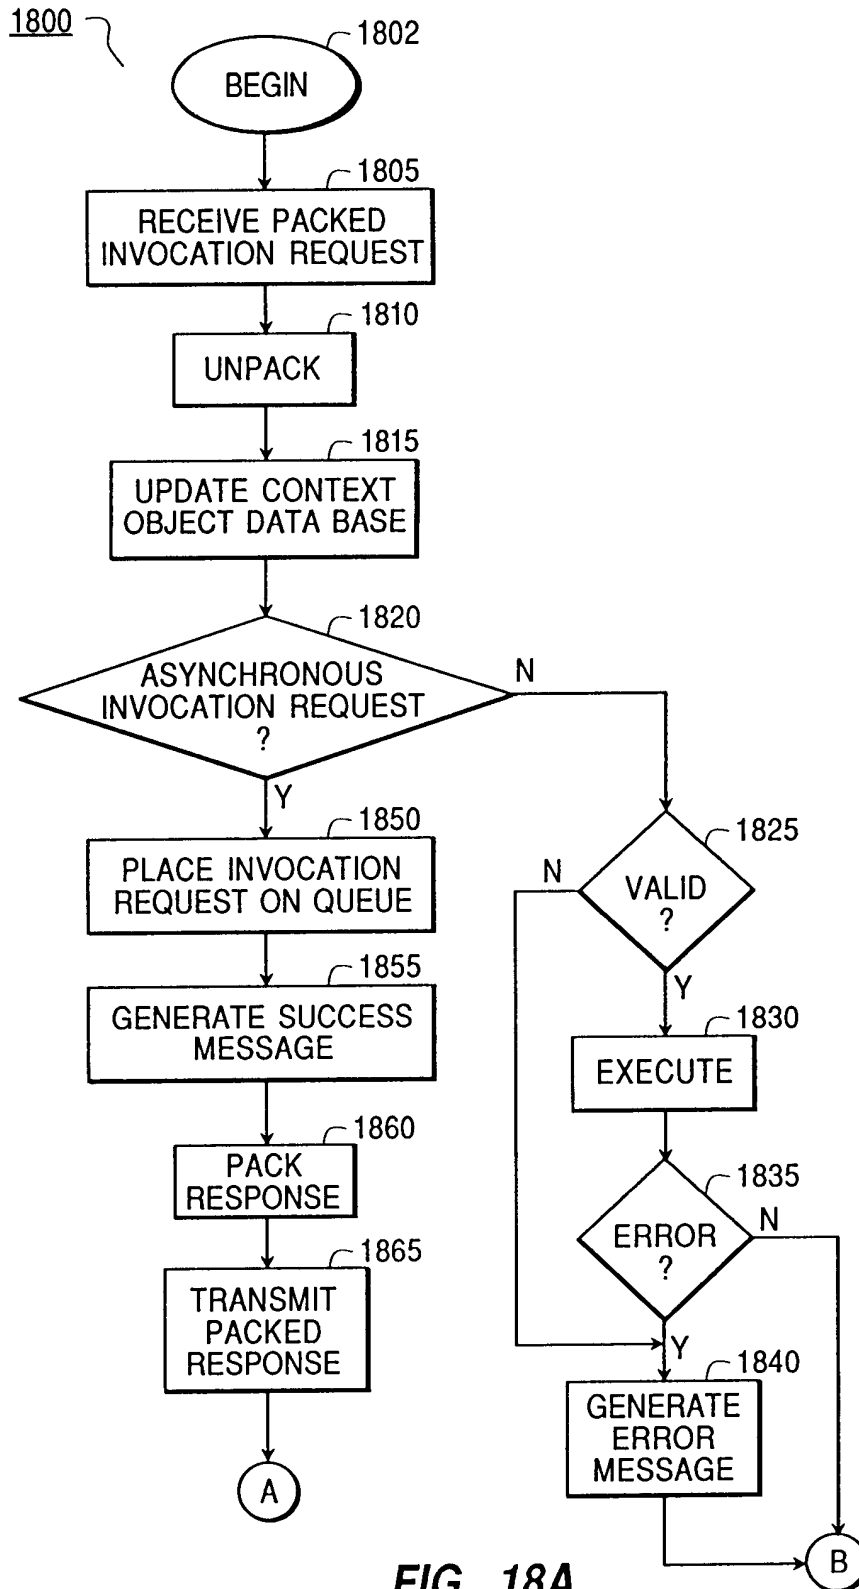 1800
1802
BEGIN
1805
RECEIVE PACKED
INVOCATION REQUEST
1810
UNPACK
1815
UPDATE CONTEXT
OBJECT DATA BASE
1820
ASYNCHRONOUS
INVOCATION REQUEST
?
N
Y
1850
PLACE INVOCATION
REQUEST ON QUEUE
1855
GENERATE SUCCESS
MESSAGE
1860
PACK
RESPONSE
1865
TRANSMIT
PACKED
RESPONSE
A
1825
VALID
?
N
Y
1830
EXECUTE
1835
ERROR
?
N
Y
1840
GENERATE
ERROR
MESSAGE
B
FIG. 18A